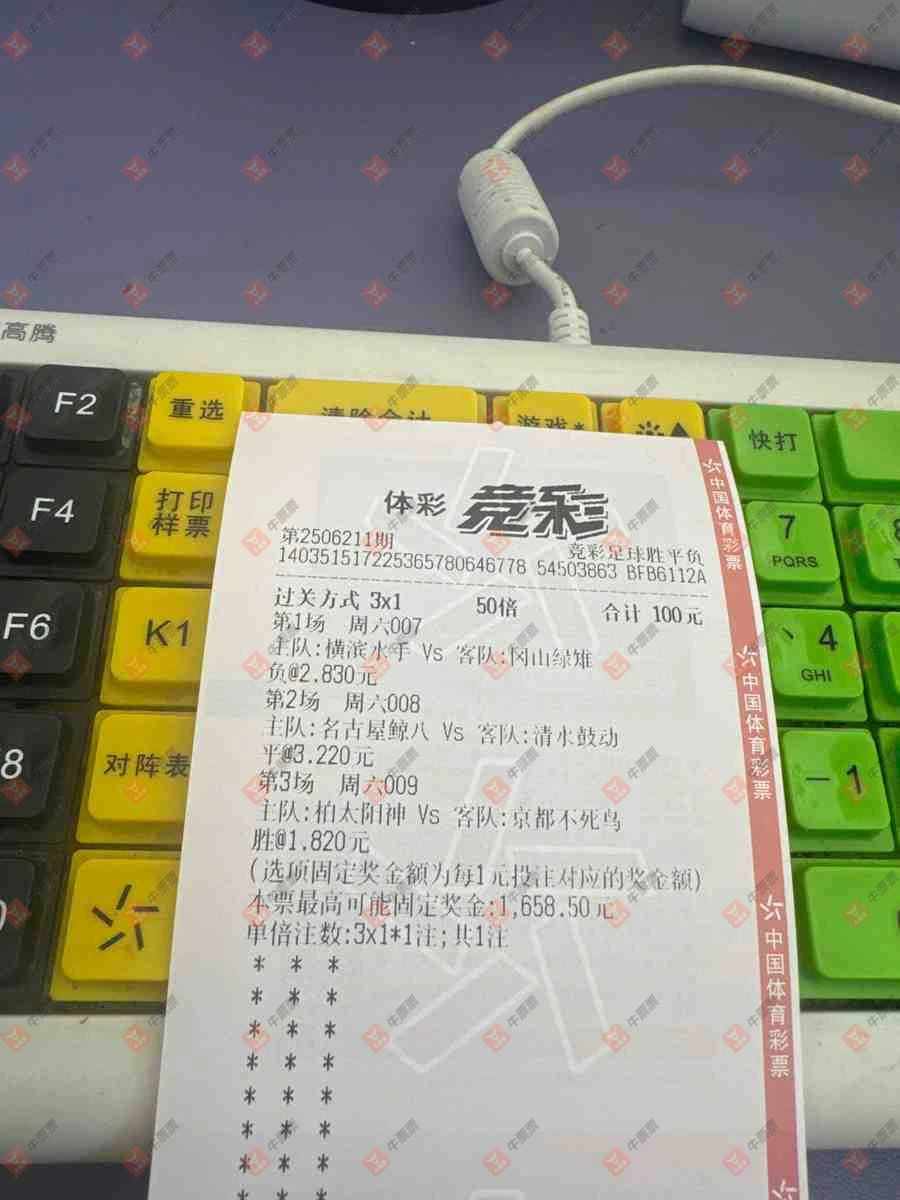 高腾
F2
重选
清除合计
游戏*
快打
F4
打印
样票
7
PQRS
F6
K1
4
GHI
8
对阵表
1
体彩 竞彩
第2506211期
竞彩足球胜平负
140351517225365780646778 54503863 BFB6112A
过关方式 3x1 50倍 合计 100元
第1场 周六007
主队:横滨水手 Vs 客队:冈山绿雉
负@2.830元
第2场 周六008
主队:名古屋鲸八 Vs 客队:清水鼓动
平@3.220元
第3场 周六009
主队:柏太阳神 Vs 客队:京都不死鸟
胜@1.820元
(选项固定奖金额为每1元投注对应的奖金额)
本票最高可能固定奖金:1,658.50元
单倍注数:3x1*1注;共1注
* * *
* * *
* * *
* * *
* * *
* * *
* * *
* * *
中国体育彩票
中国体育彩票
中国体育彩票
牛票票